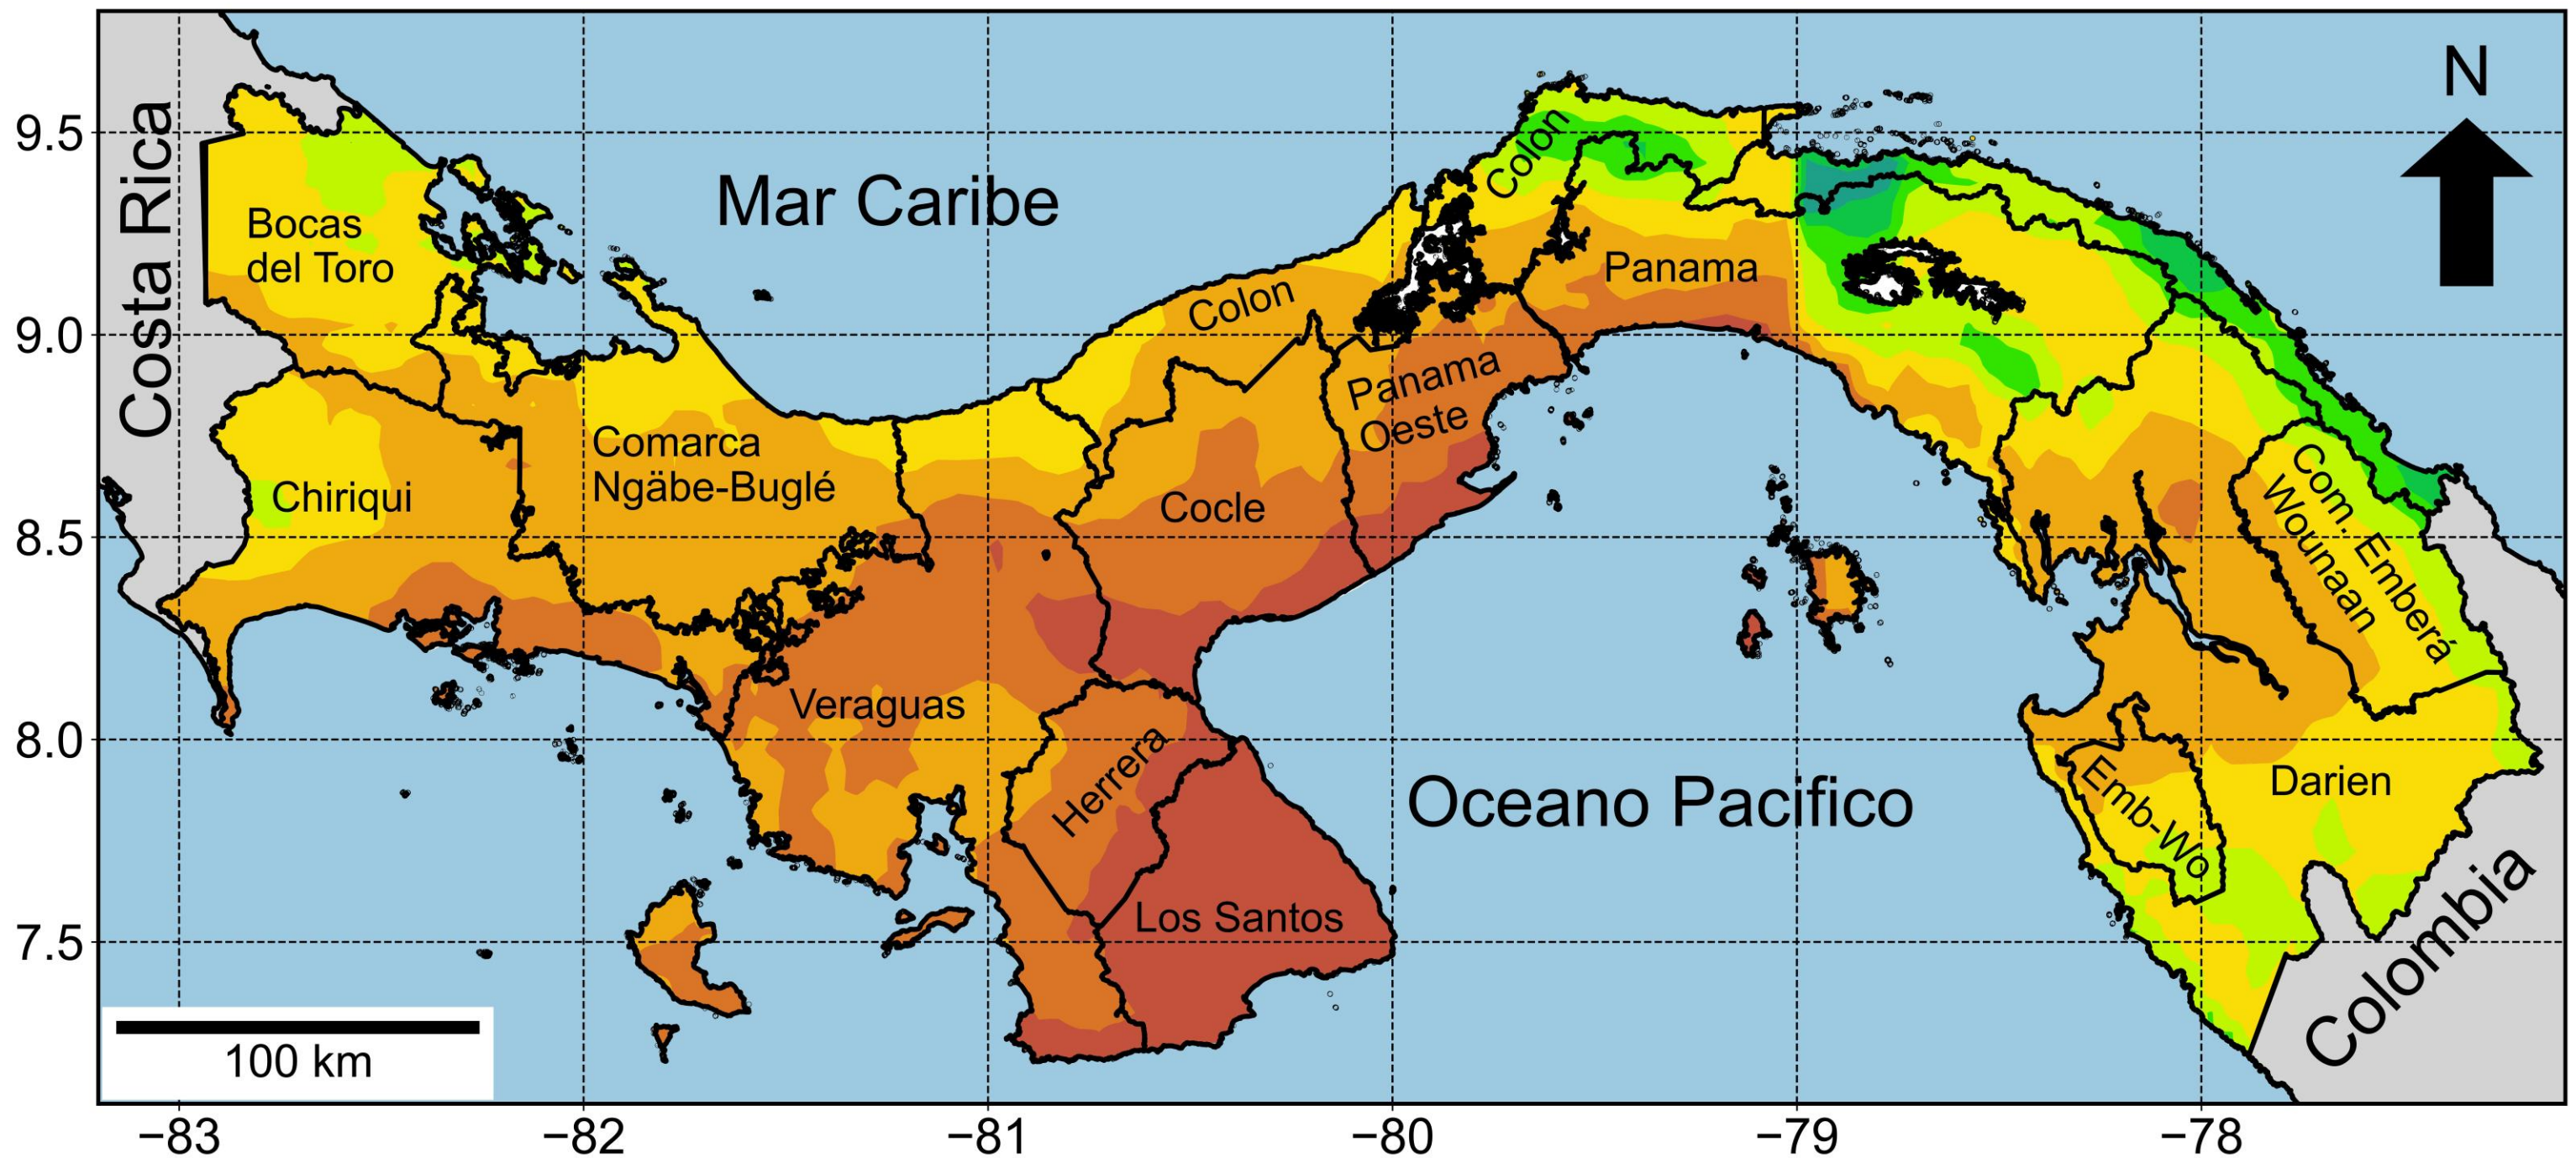 N
Costa Rica
Mar Caribe
Bocas
del Toro
Colon
Colon
Panama
Panama
Oeste
Comarca
Ngäbe-Buglé
Chiriqui
Cocle
Com. Emberá
Wounaan
Veraguas
Herrera
Los Santos
Oceano Pacifico
Emb-Wo
Darien
Colombia
100 km
9.5
9.0
8.5
8.0
7.5
−83
−82
−81
−80
−79
−78